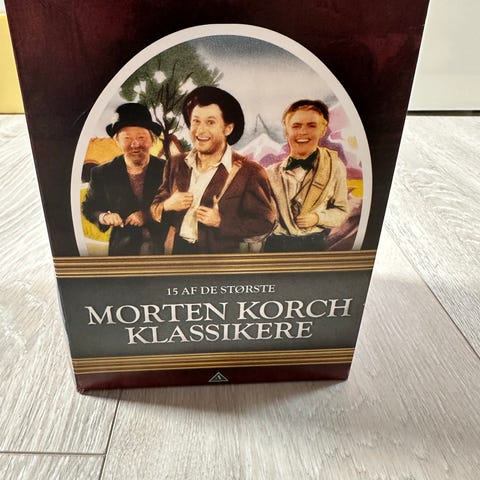 15 AF DE STØRSTE
MORTEN KORCH
KLASSIKERE